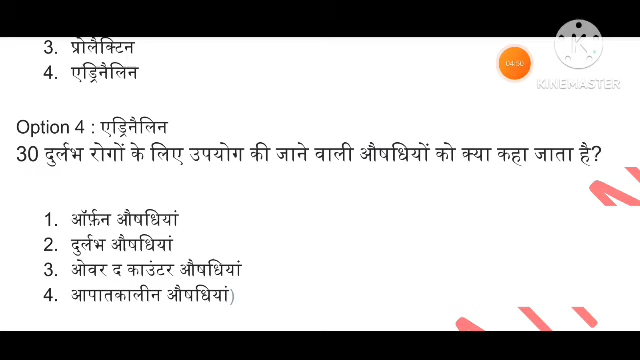 3. प्रोलैक्टिन
4. एड्रिनैलिन
04:50
KINEMASTER
Option 4 : एड्रिनैलिन
30 दुर्लभ रोगों के लिए उपयोग की जाने वाली औषधियों को क्या कहा जाता है?
1. ऑर्फ़न औषधियां
2. दुर्लभ औषधियां
3. ओवर द काउंटर औषधियां
4. आपातकालीन औषधियां)